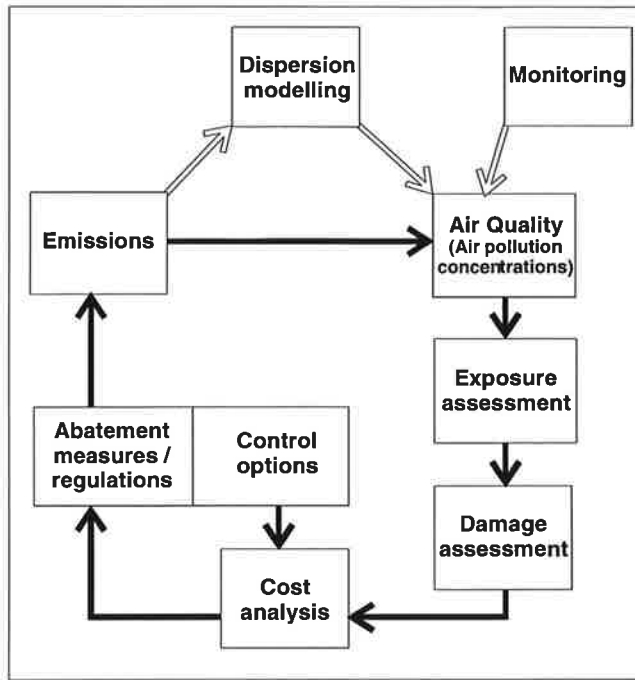 Dispersion
modelling
Monitoring
Emissions
Air Quality
(Air pollution
concentrations)
Exposure
assessment
Abatement
measures /
regulations
Control
options
Damage
assessment
Cost
analysis